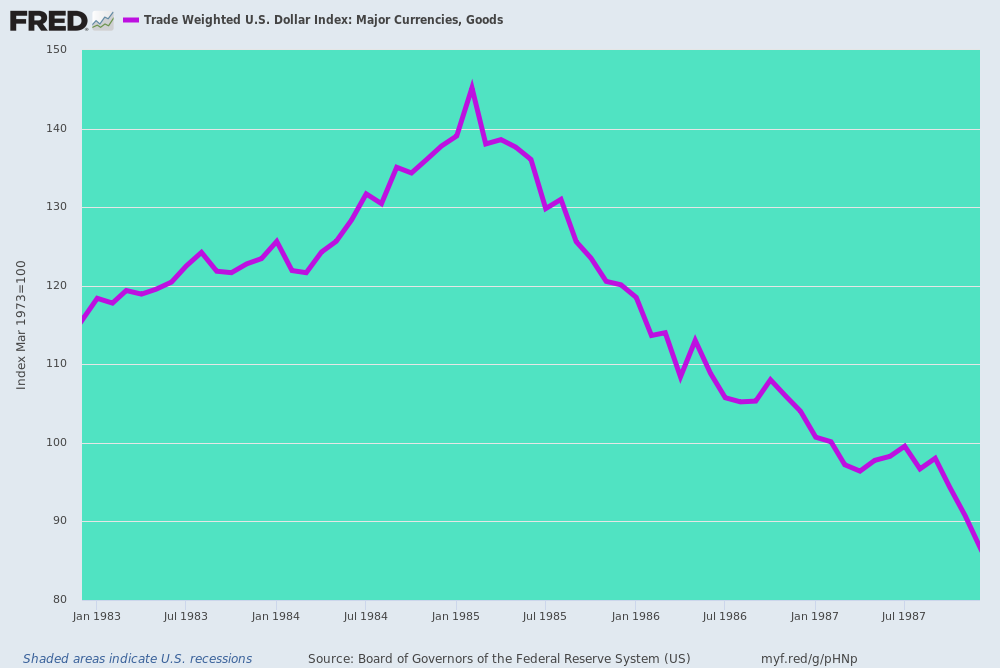 FRED Trade Weighted U.S. Dollar Index: Major Currencies, Goods
Index Mar 1973=100
150
140
130
120
110
100
90
80
Jan 1983 Jul 1983 Jan 1984 Jul 1984 Jan 1985 Jul 1985 Jan 1986 Jul 1986 Jan 1987 Jul 1987
Shaded areas indicate U.S. recessions Source: Board of Governors of the Federal Reserve System (US) myf.red/g/pHNp